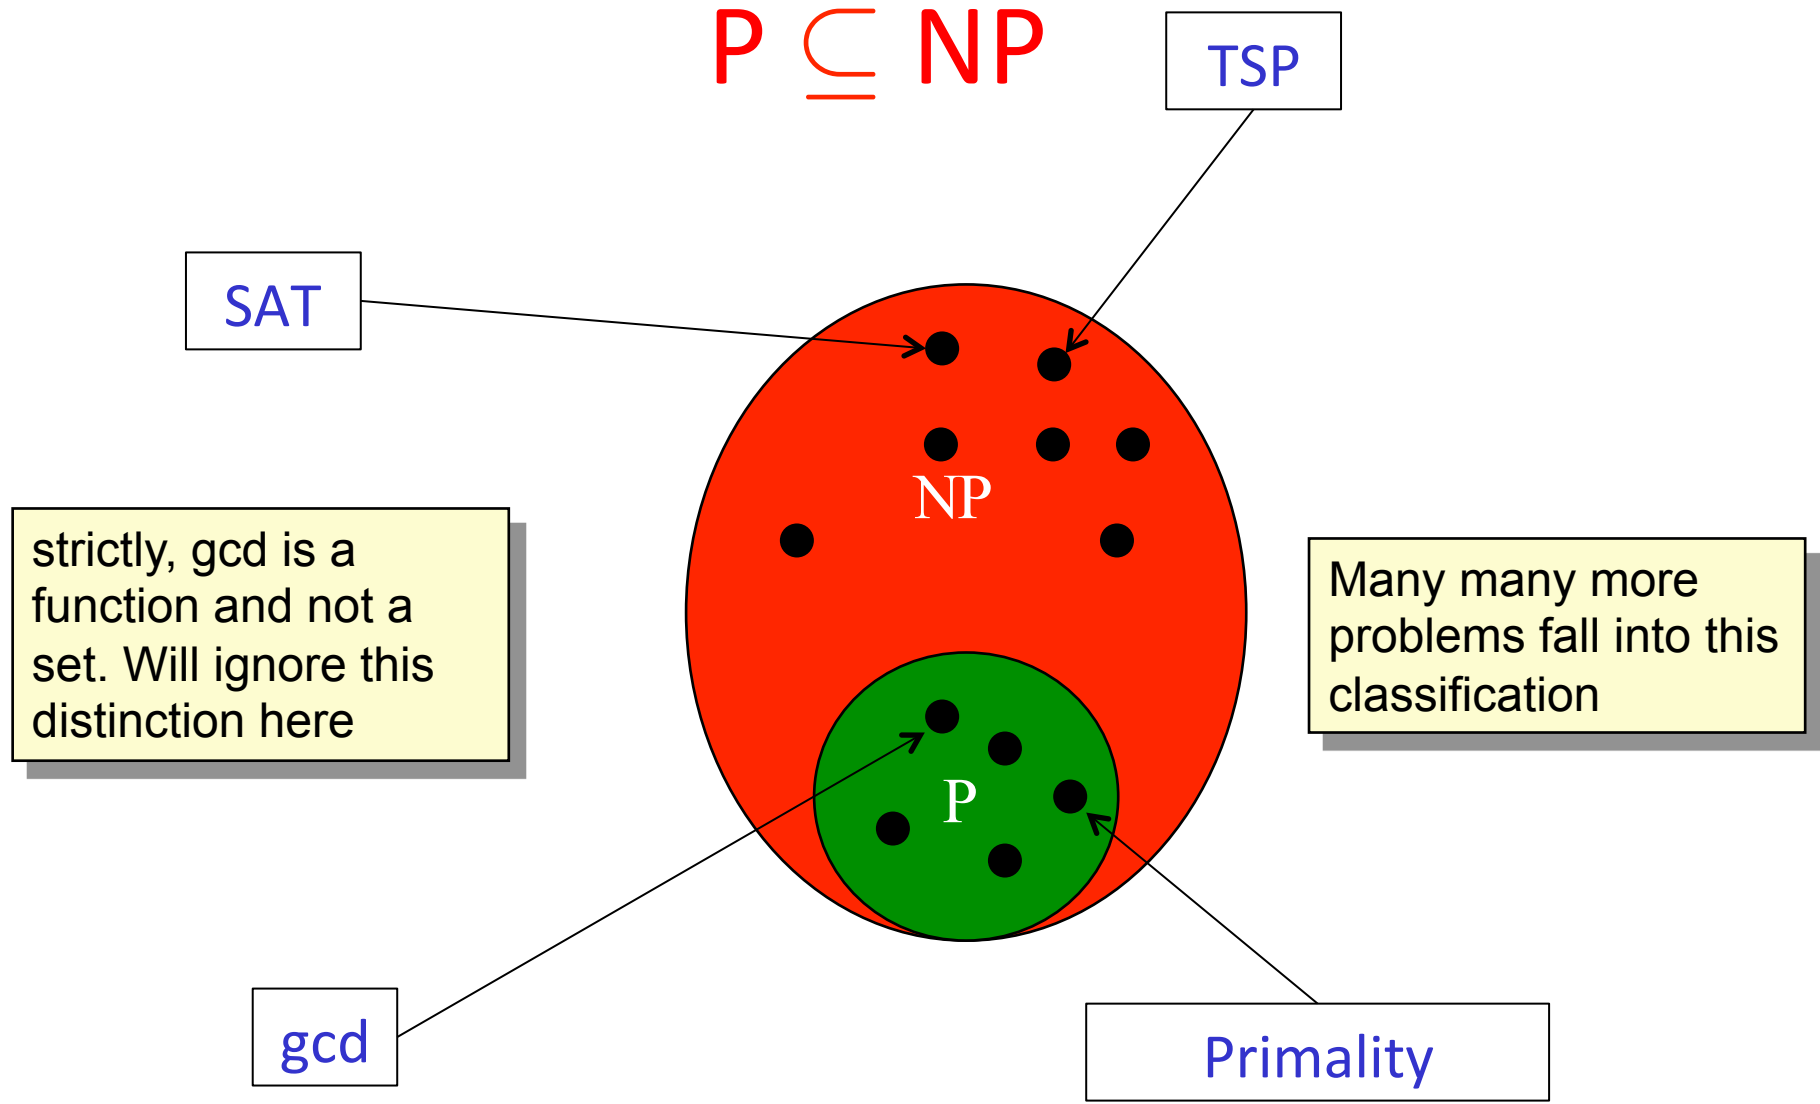 P ⊆ NP
TSP
SAT
NP
strictly, gcd is a
function and not a
set. Will ignore this
distinction here
Many many more
problems fall into this
classification
P
gcd
Primality